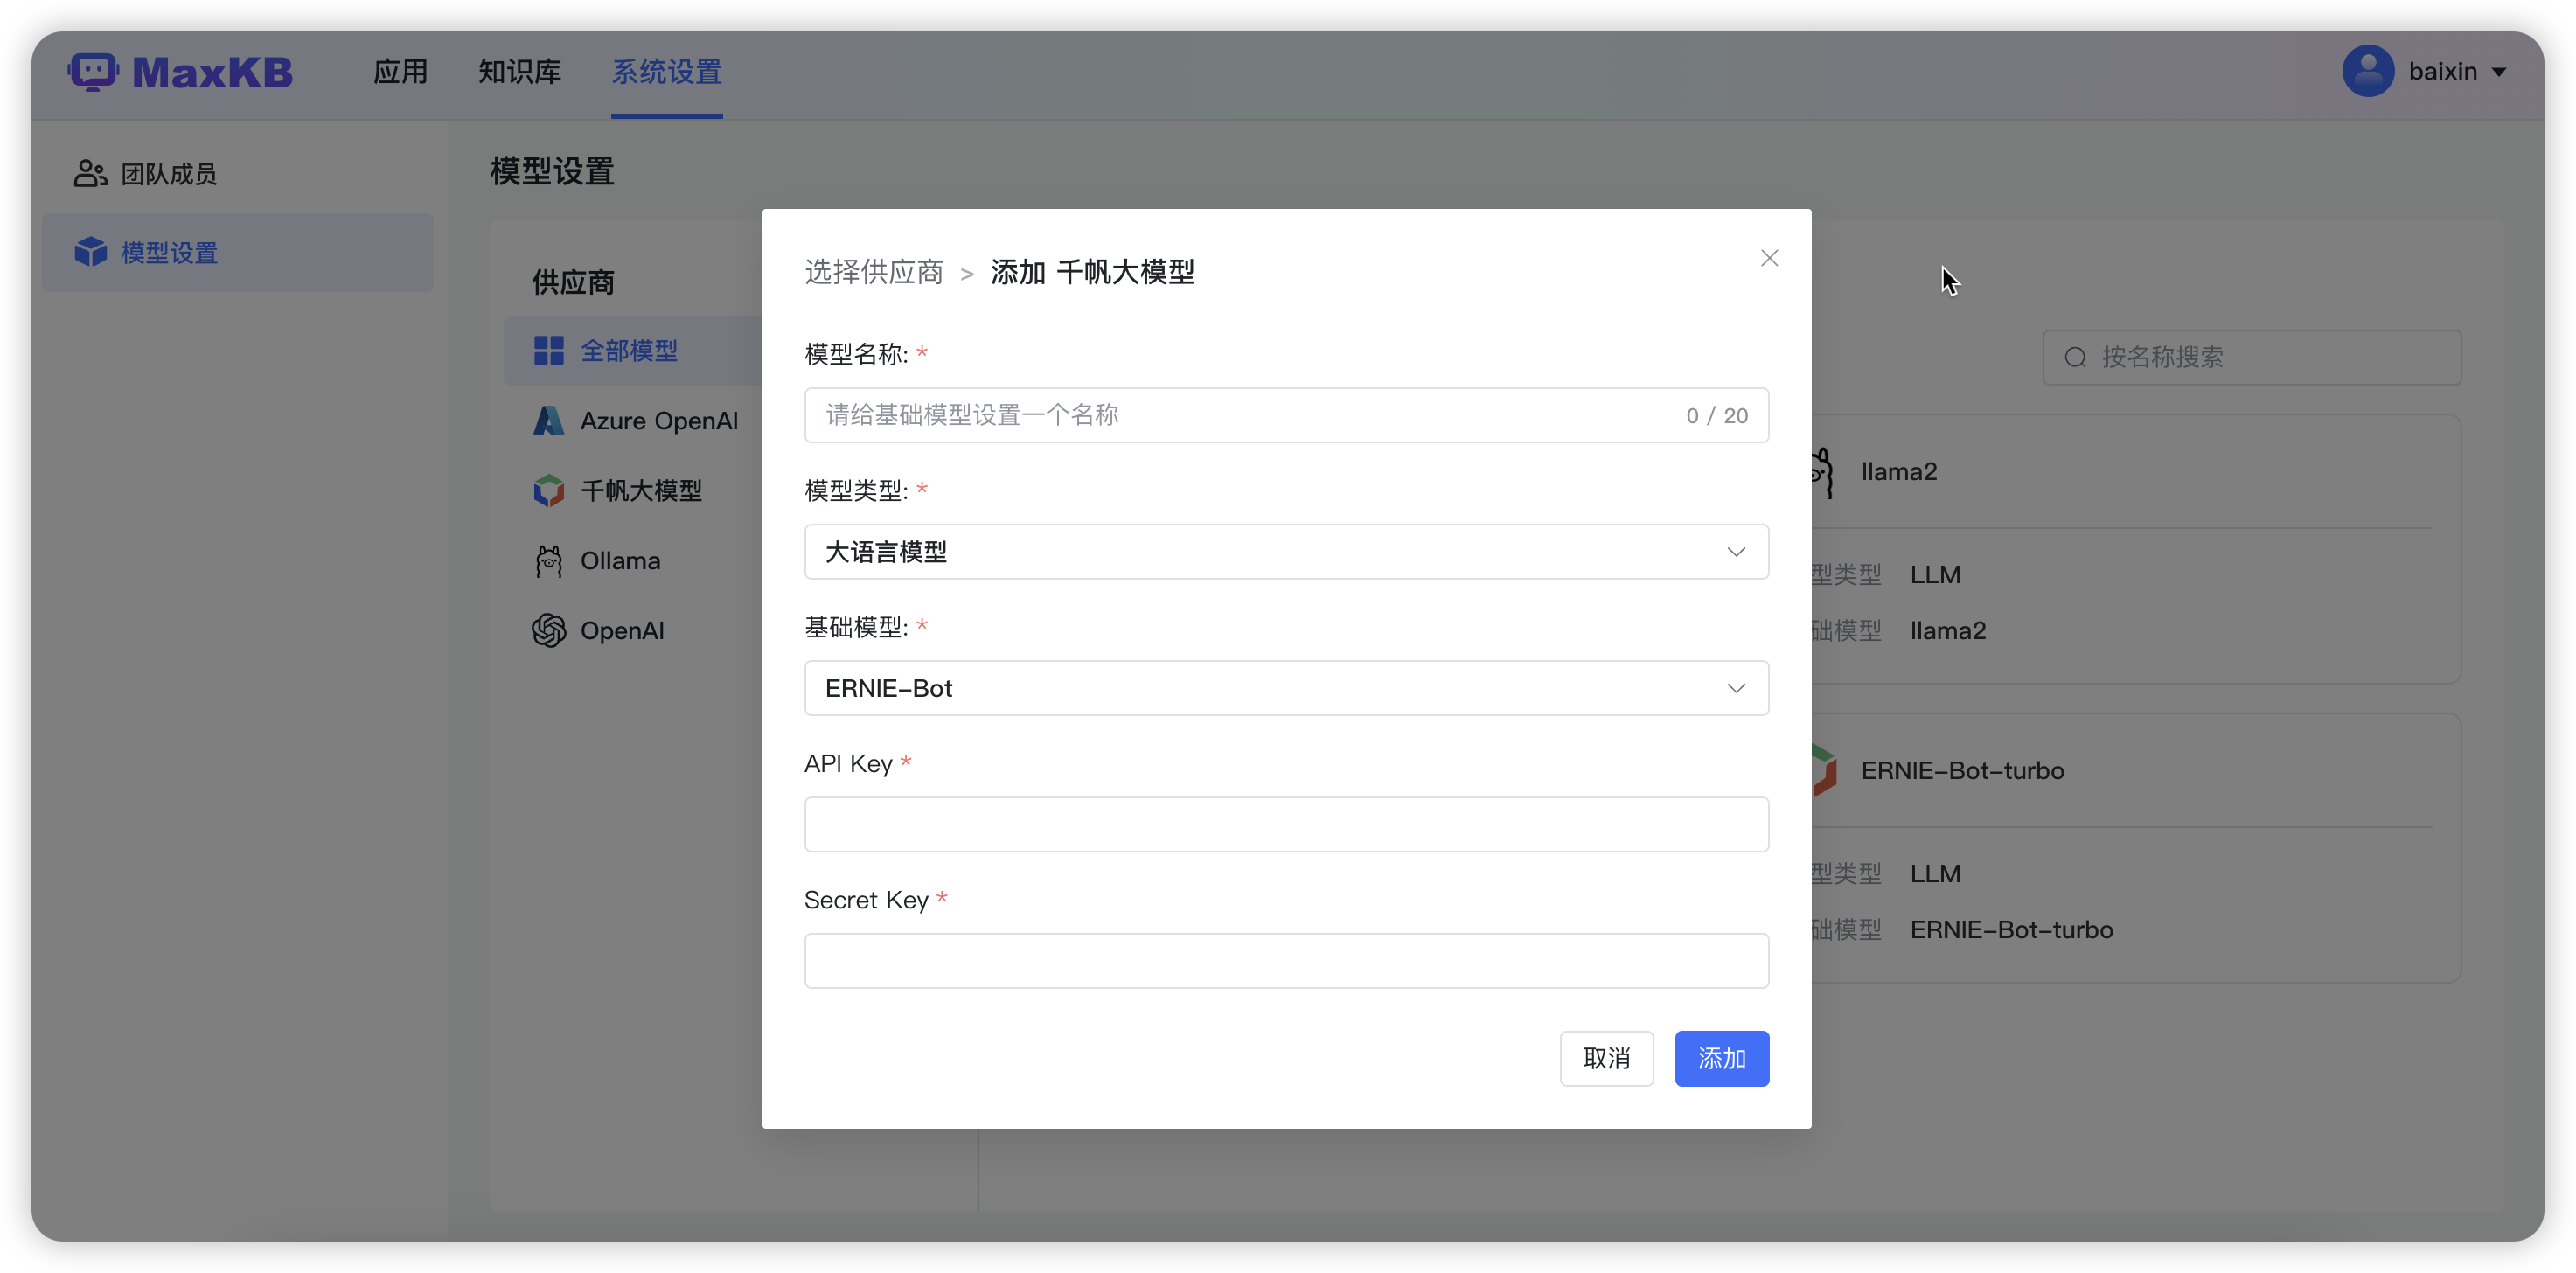 MaxKB
应用
知识库
系统设置
baixin
团队成员
模型设置
模型设置
供应商
全部模型
Azure OpenAI
千帆大模型
Ollama
OpenAI
选择供应商 > 添加 千帆大模型
模型名称: *
请给基础模型设置一个名称 0 / 20
模型类型: *
大语言模型
基础模型: *
ERNIE-Bot
API Key *
Secret Key *
取消
添加
按名称搜索
llama2
型类型 LLM
础模型 llama2
ERNIE-Bot-turbo
型类型 LLM
础模型 ERNIE-Bot-turbo